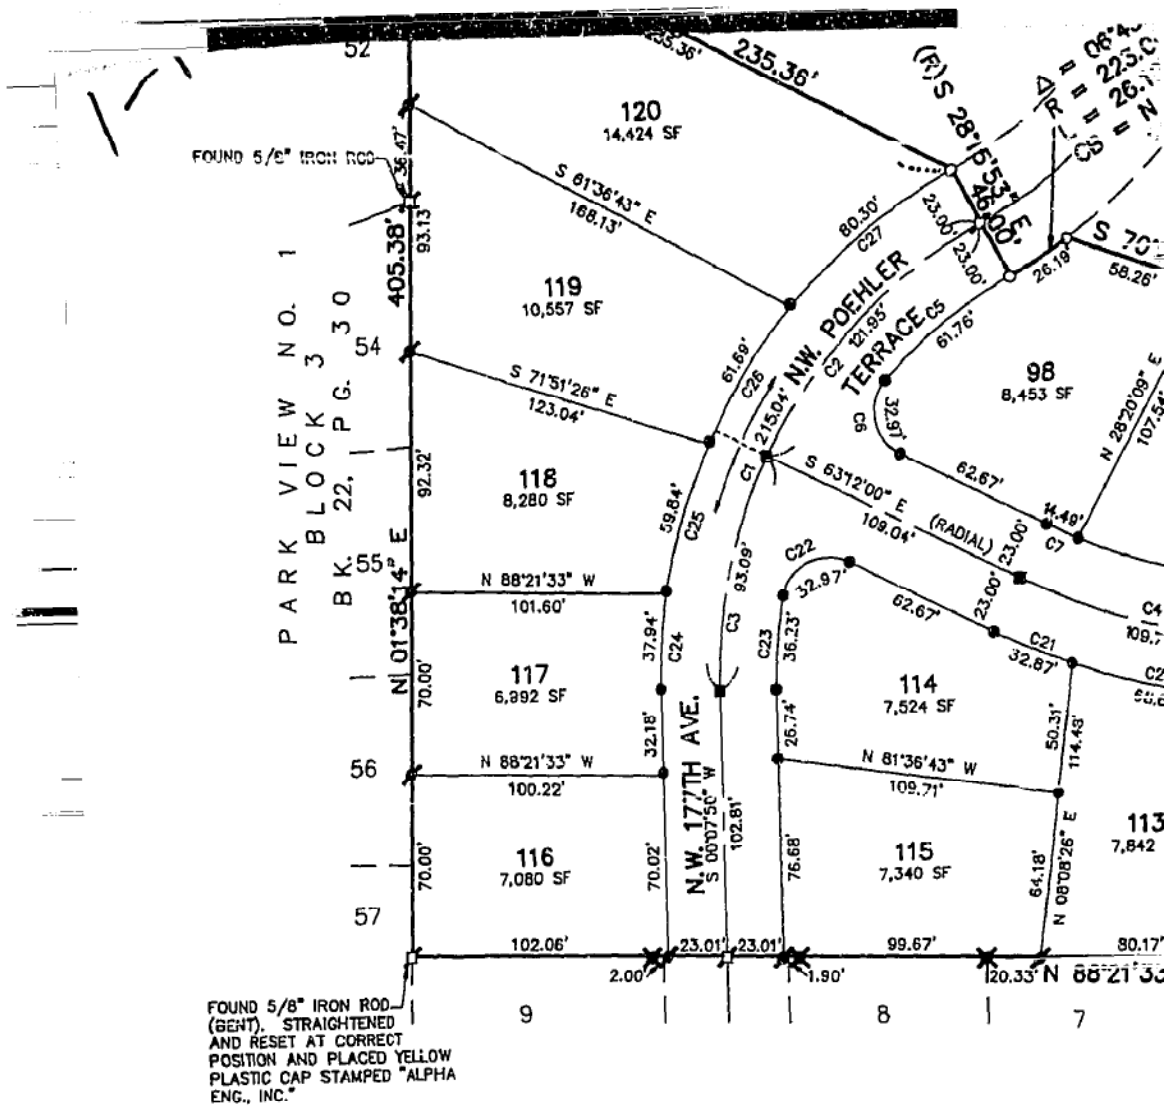 52
235.36'
235.36'
(R) S 28°15'53" E
46.00'
120
14,424 SF
36.47'
FOUND 5/8" IRON ROD
S 61°36'43" E
168.13'
80.30'
C27
23.00'
23.00'
26.19'
S 70°
58.26'
93.13'
405.38'
119
10,557 SF
N.W. POEHLER
TERRACE
C5
61.76'
C2
121.95'
61.69'
C26
215.04'
98
8,453 SF
N 28°20'09" E
107.54'
PARK VIEW NO. 1
BLOCK 3
BK. 22, PG. 30
54
S 71°51'26" E
123.04'
32.97'
C6
62.67'
14.49'
C7
C1
S 63°12'00" E (RADIAL)
109.04'
23.00'
23.00'
118
8,280 SF
92.32'
59.84'
C25
93.09'
C3
C22
32.97'
62.67'
C21
32.87'
C4
55
N 88°21'33" W
101.60'
N 01°38'14" E
37.94'
C24
C23
36.23'
117
6,992 SF
70.00'
32.18'
26.74'
114
7,524 SF
50.31'
114.48'
56
N 88°21'33" W
100.22'
N.W. 177TH AVE.
S 00°07'50" W
102.81'
N 81°36'43" W
109.71'
116
7,080 SF
70.00'
70.02'
76.68'
115
7,340 SF
64.18'
N 08°08'26" E
113
7,842
57
102.06'
2.00'
23.01'
23.01'
1.90'
99.67'
20.33'
80.17'
N 88°21'33
9
8
7
FOUND 5/8" IRON ROD
(BENT). STRAIGHTENED
AND RESET AT CORRECT
POSITION AND PLACED YELLOW
PLASTIC CAP STAMPED "ALPHA
ENG., INC."